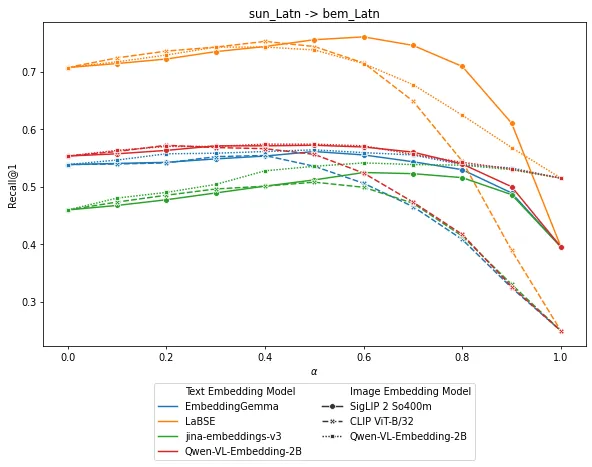 sun_Latn -> bem_Latn
Recall@1
0.7
0.6
0.5
0.4
0.3
0.0 0.2 0.4 0.6 0.8 1.0
α
Text Embedding Model Image Embedding Model
EmbeddingGemma SigLIP 2 So400m
LaBSE CLIP ViT-B/32
jina-embeddings-v3 Qwen-VL-Embedding-2B
Qwen-VL-Embedding-2B